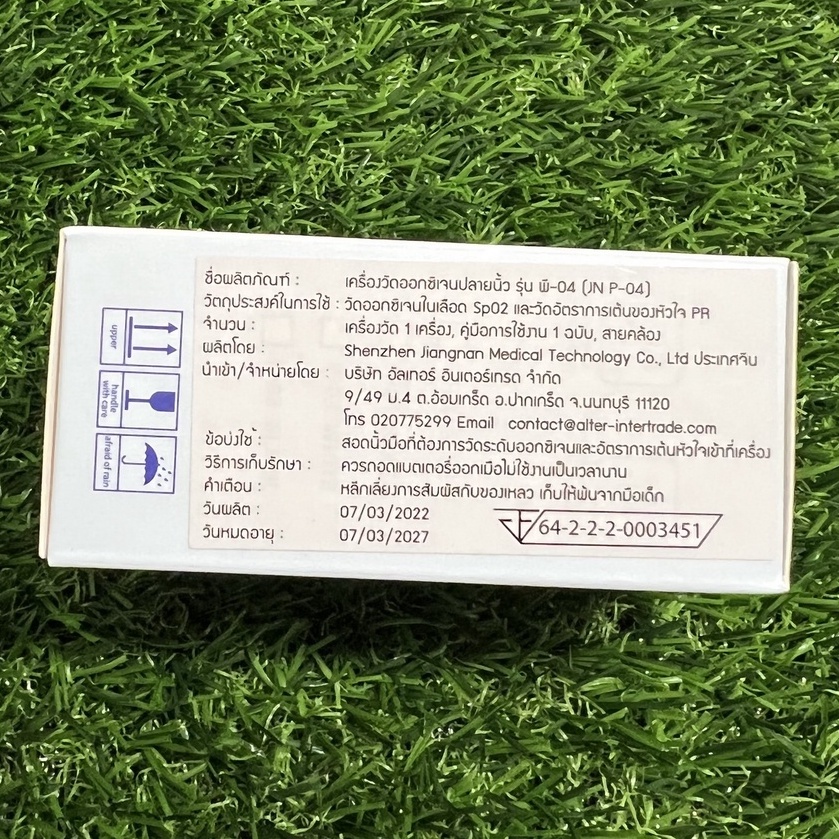 ชื่อผลิตภัณฑ์ : เครื่องวัดออกซิเจนปลายนิ้ว รุ่น พี-04 (JN P-04)
วัตถุประสงค์ในการใช้ : วัดออกซิเจนในเลือด SpO2 และวัดอัตราการเต้นของหัวใจ PR
จำนวน : เครื่องวัด 1 เครื่อง, คู่มือการใช้งาน 1 ฉบับ, สายคล้อง
ผลิตโดย : Shenzhen Jiangnan Medical Technology Co., Ltd ประเทศจีน
นำเข้า/จำหน่ายโดย : บริษัท อัลเทอร์ อินเตอร์เทรด จำกัด
9/49 ม.4 ต.อ้อมเกร็ด อ.ปากเกร็ด จ.นนทบุรี 11120
โทร 020775299 Email contact@alter-intertrade.com
ข้อบ่งใช้ : สอดนิ้วมือที่ต้องการวัดระดับออกซิเจนและอัตราการเต้นหัวใจเข้าที่เครื่อง
วิธีการเก็บรักษา : ควรถอดแบตเตอรี่ออกเมือไม่ใช้งานเป็นเวลานาน
คำเตือน : หลีกเลี่ยงการสัมผัสกับของเหลว เก็บให้พ้นจากมือเด็ก
วันผลิต : 07/03/2022
วันหมดอายุ : 07/03/2027
64-2-2-2-0003451
upper
handle
with care
afraid of rain